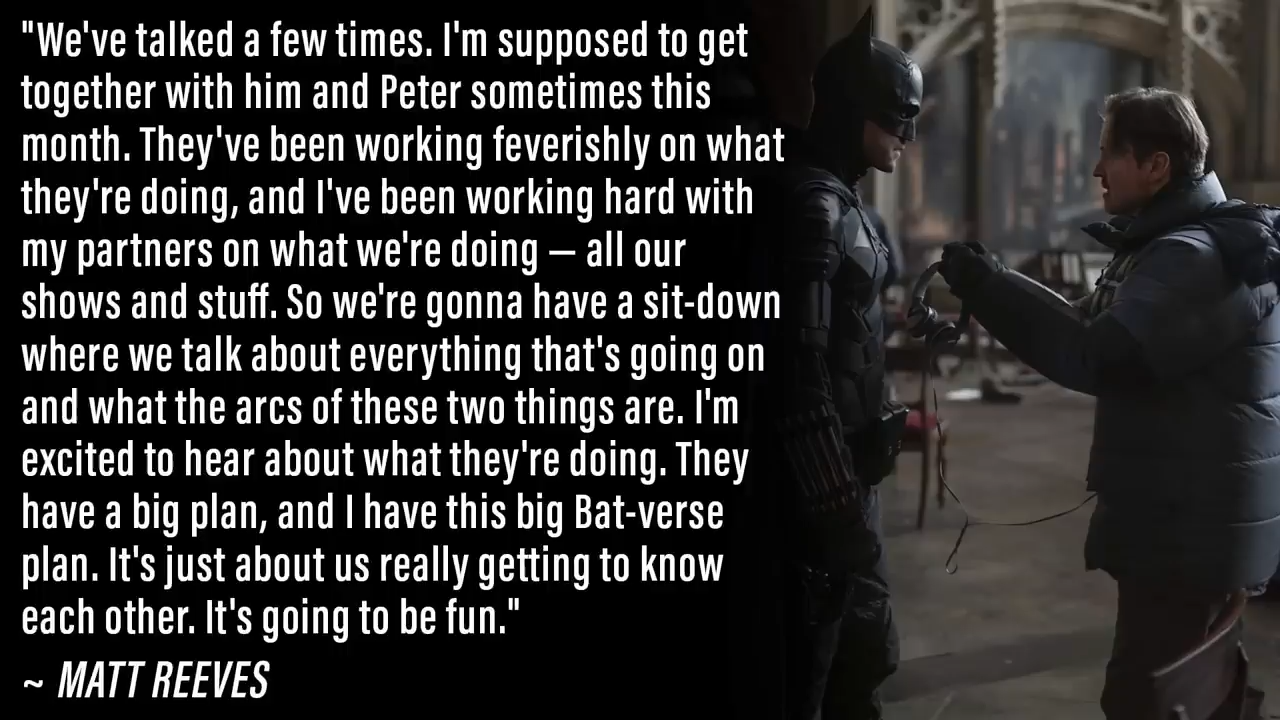 "We've talked a few times. I'm supposed to get
together with him and Peter sometimes this
month. They've been working feverishly on what
they're doing, and I've been working hard with
my partners on what we're doing — all our
shows and stuff. So we're gonna have a sit-down
where we talk about everything that's going on
and what the arcs of these two things are. I'm
excited to hear about what they're doing. They
have a big plan, and I have this big Bat-verse
plan. It's just about us really getting to know
each other. It's going to be fun."
~ MATT REEVES